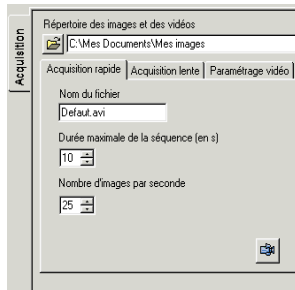 Acquisition
Répertoire des images et des vidéos
C:\Mes Documents\Mes images
Acquisition rapide Acquisition lente Paramétrage vidéo
Nom du fichier
Defaut.avi
Durée maximale de la séquence (en s)
10
Nombre d'images par seconde
25